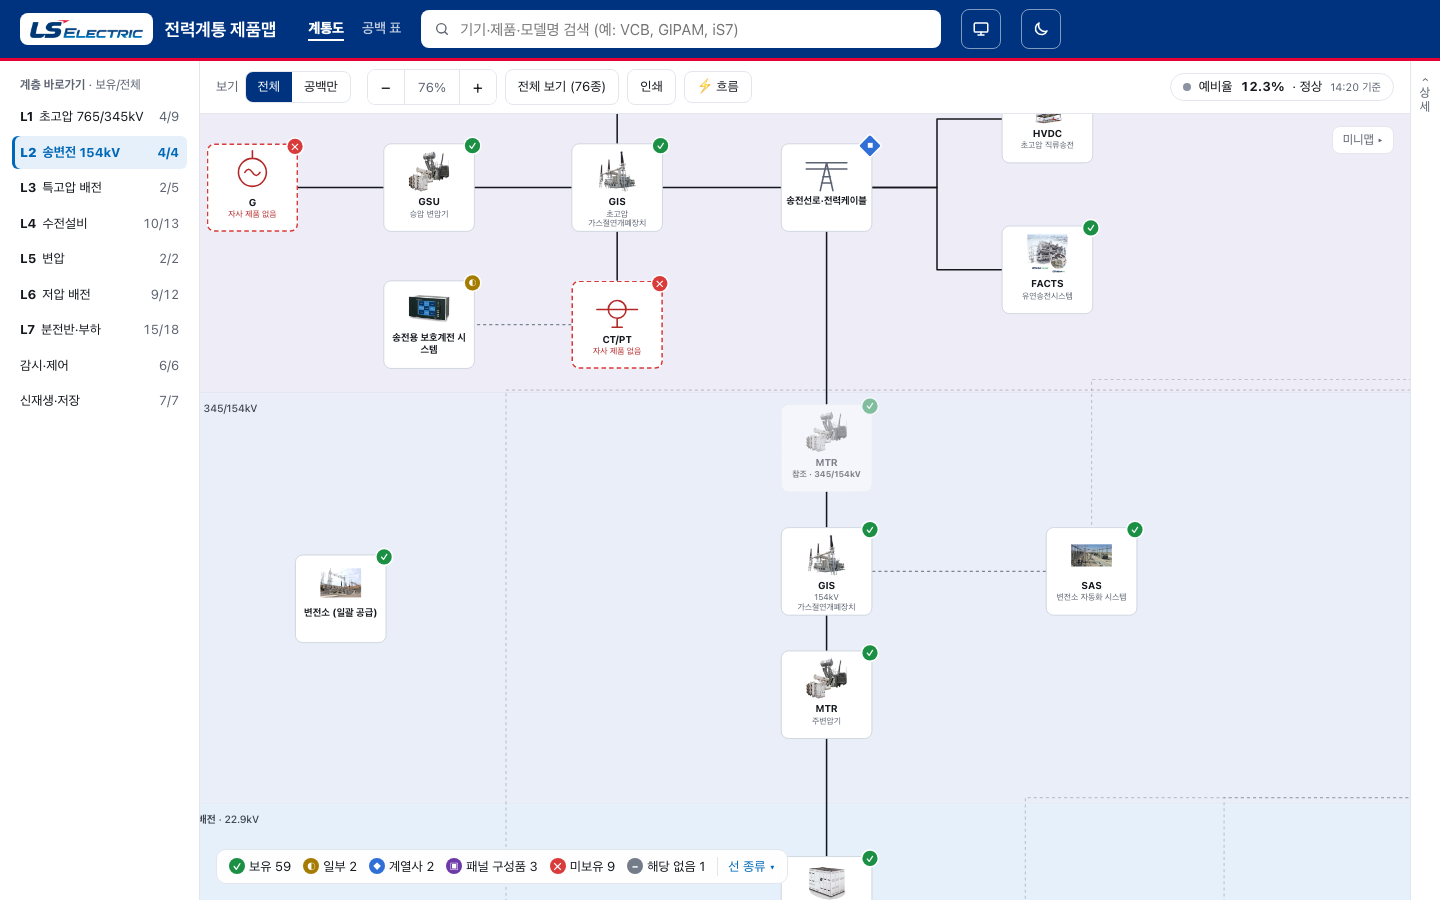 LS ELECTRIC
전력계통 제품맵
계통도
공백 표
기기·제품·모델명 검색 (예: VCB, GIPAM, iS7)
계층 바로가기 · 보유/전체
L1 초고압 765/345kV 4/9
L2 송변전 154kV 4/4
L3 특고압 배전 2/5
L4 수전설비 10/13
L5 변압 2/2
L6 저압 배전 9/12
L7 분전반·부하 15/18
감시·제어 6/6
신재생·저장 7/7
보기
전체
공백만
− 76% +
전체 보기 (76종)
인쇄
⚡ 흐름
예비율 12.3% · 정상 14:20 기준
상세
미니맵 ▸
HVDC
초고압 직류송전
G
자사 제품 없음
GSU
승압 변압기
GIS
초고압
가스절연개폐장치
송전선로·전력케이블
FACTS
유연송전시스템
송전용 보호계전 시
스템
CT/PT
자사 제품 없음
345/154kV
MTR
참조 · 345/154kV
GIS
154kV
가스절연개폐장치
SAS
변전소 자동화 시스템
변전소 (일괄 공급)
MTR
주변압기
배전 · 22.9kV
보유 59
일부 2
계열사 2
패널 구성품 3
미보유 9
해당 없음 1
선 종류 ▾